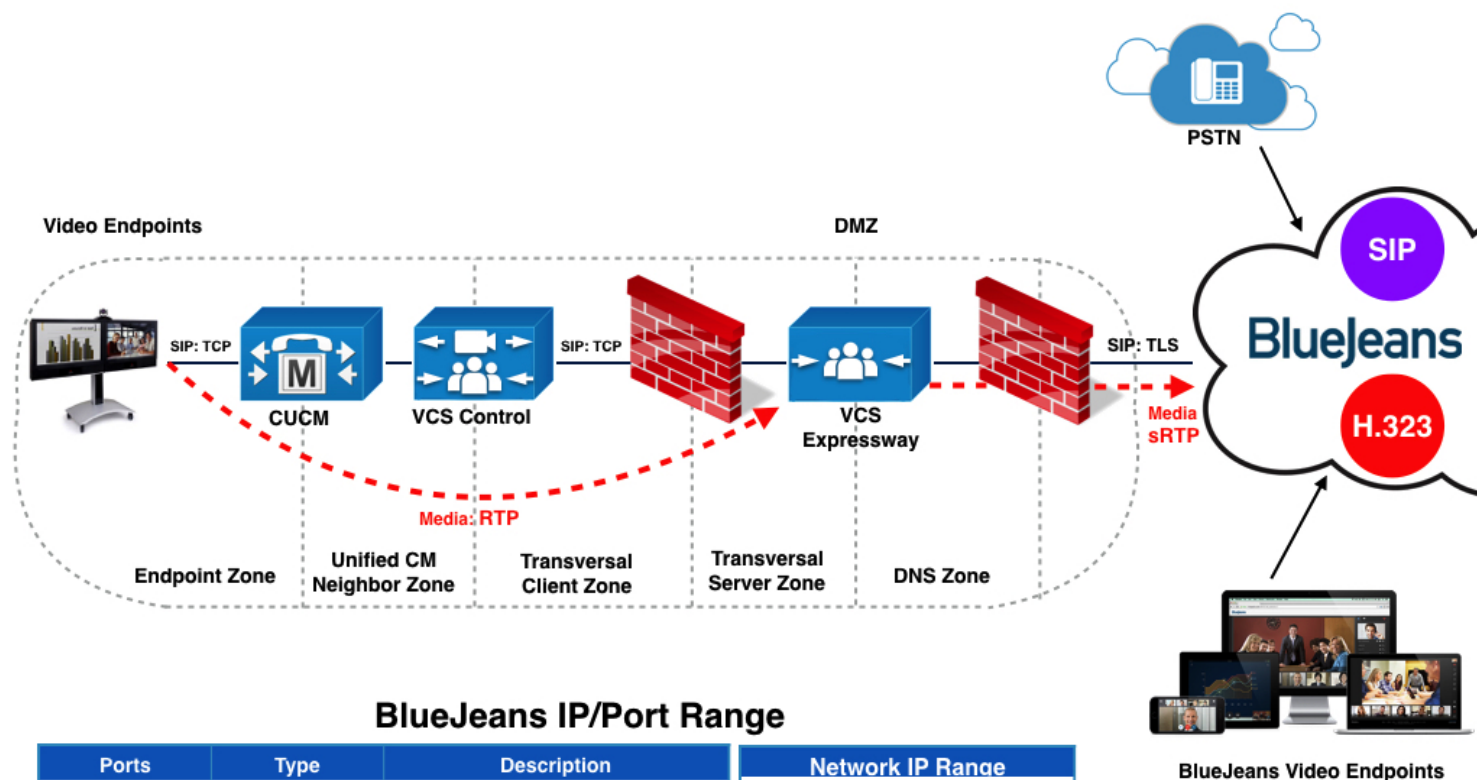 PSTN
Video Endpoints
DMZ
SIP
SIP: TCP
SIP: TCP
SIP: TLS
BlueJeans
M
CUCM
VCS Control
VCS
Expressway
Media
sRTP
H.323
Media: RTP
Endpoint Zone
Unified CM
Neighbor Zone
Transversal
Client Zone
Transversal
Server Zone
DNS Zone
BlueJeans IP/Port Range
Ports Type Description
Network IP Range
BlueJeans Video Endpoints